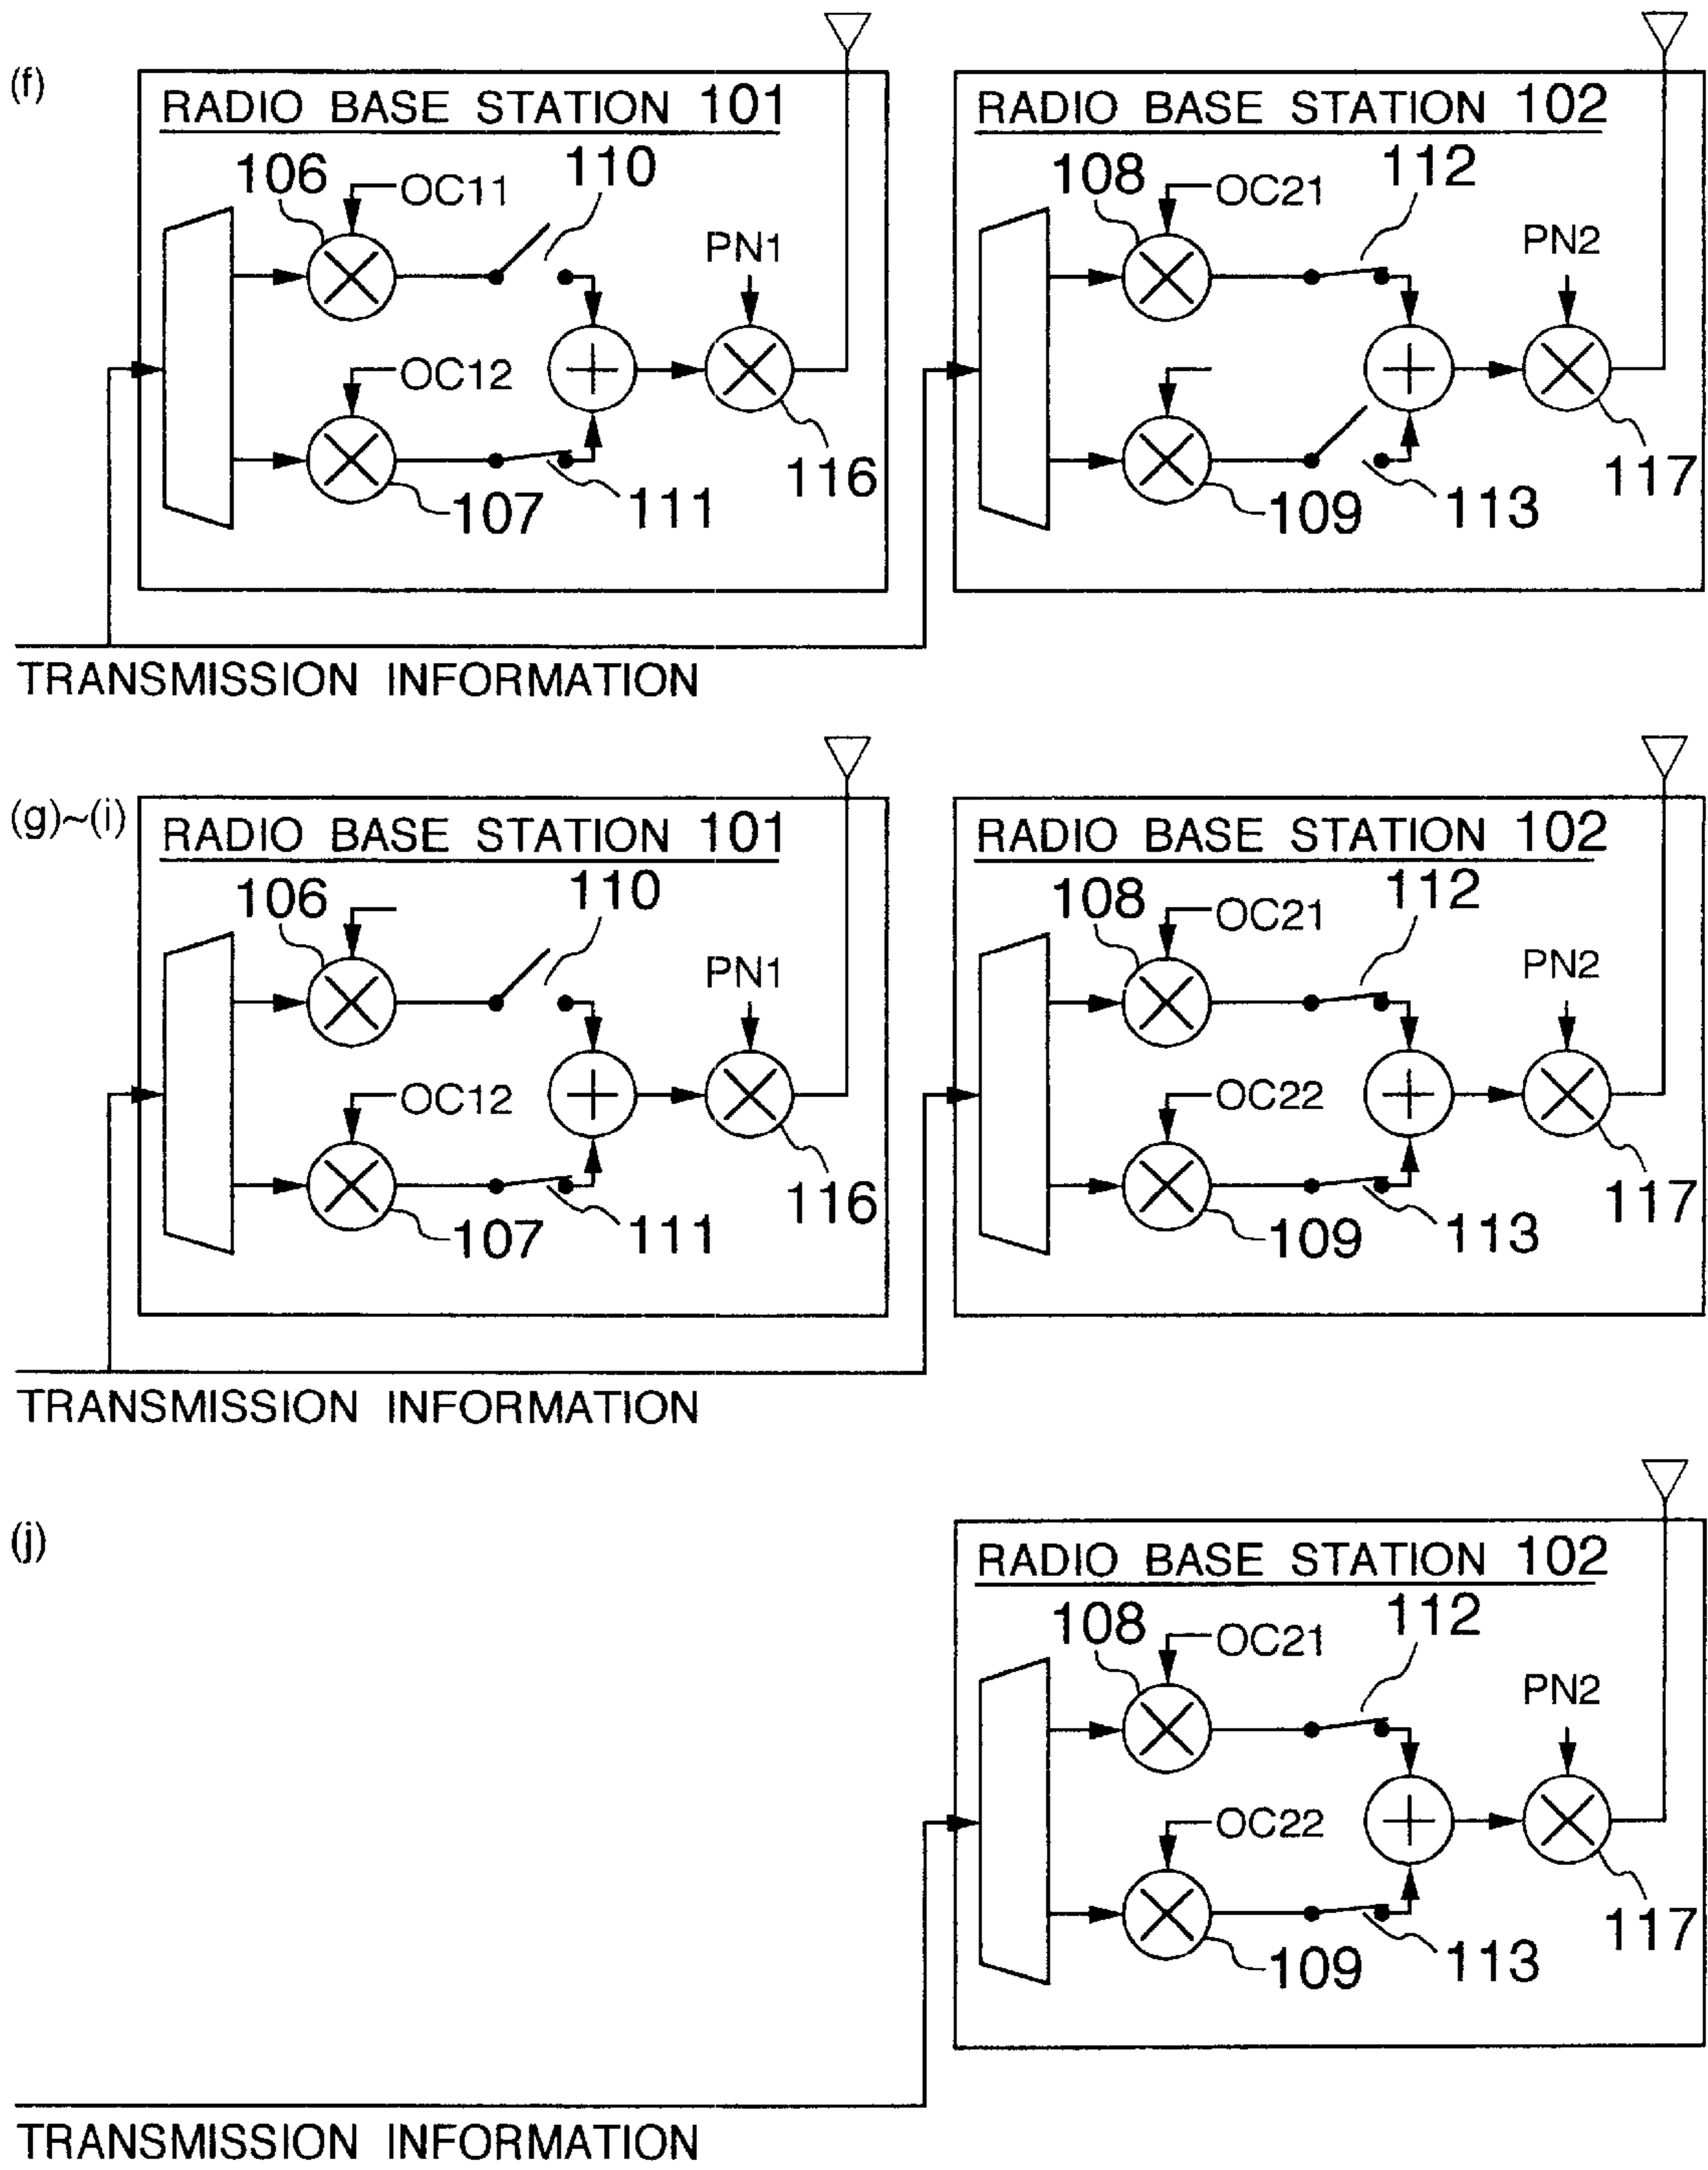 (f)
RADIO BASE STATION 101
106
OC11
110
PN1
OC12
107
111
116
RADIO BASE STATION 102
108
OC21
112
PN2
109
113
117
TRANSMISSION INFORMATION
(g)~(i)
RADIO BASE STATION 101
106
110
PN1
OC12
107
111
116
RADIO BASE STATION 102
108
OC21
112
PN2
OC22
109
113
117
TRANSMISSION INFORMATION
(j)
RADIO BASE STATION 102
108
OC21
112
PN2
OC22
109
113
117
TRANSMISSION INFORMATION